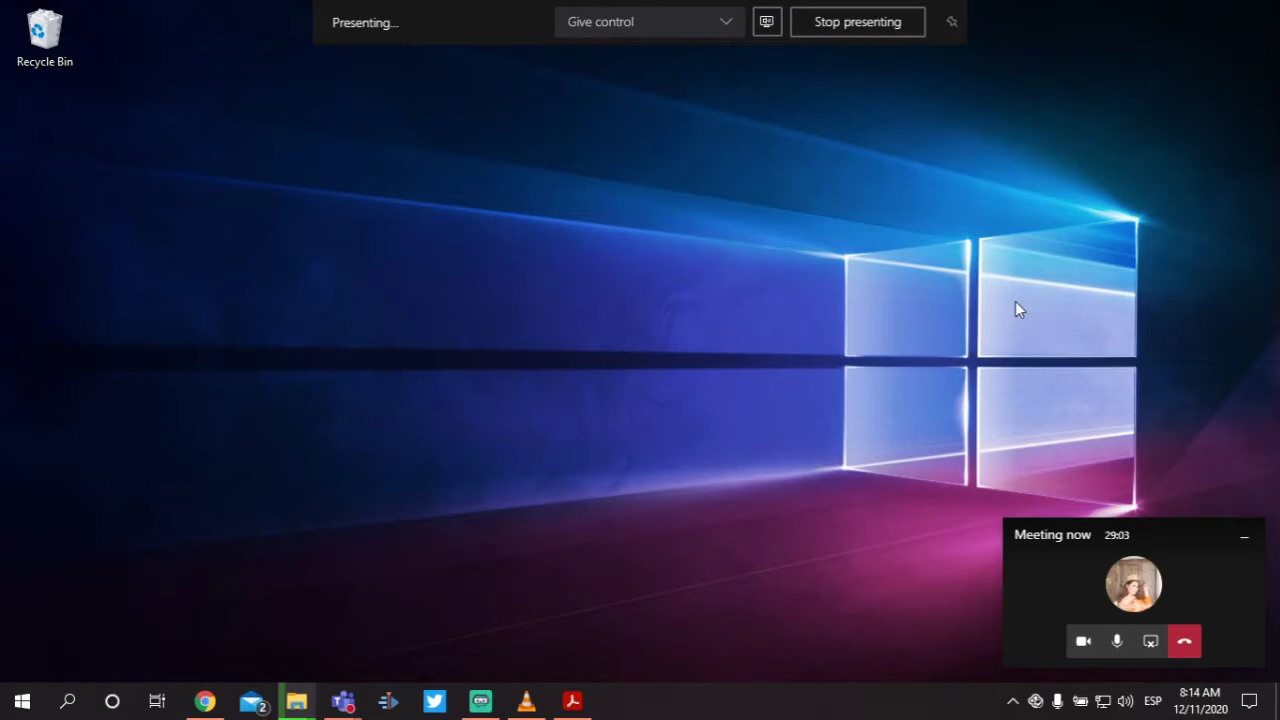 Presenting...
Give control
Stop presenting
Recycle Bin
Meeting now 29:03
2
ESP
8:14 AM
12/11/2020